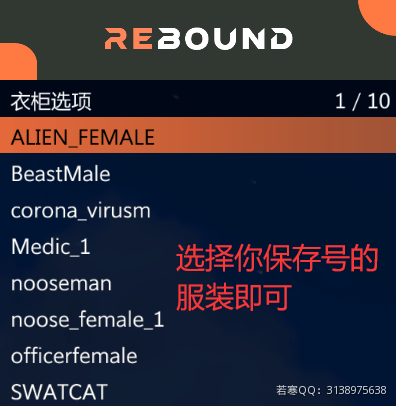 REBOUND
衣柜选项 1 / 10
ALIEN_FEMALE
BeastMale
corona_virusm
Medic_1
选择你保存号的
nooseman
服装即可
noose_female_1
officerfemale
SWATCAT
若寒QQ：3138975638